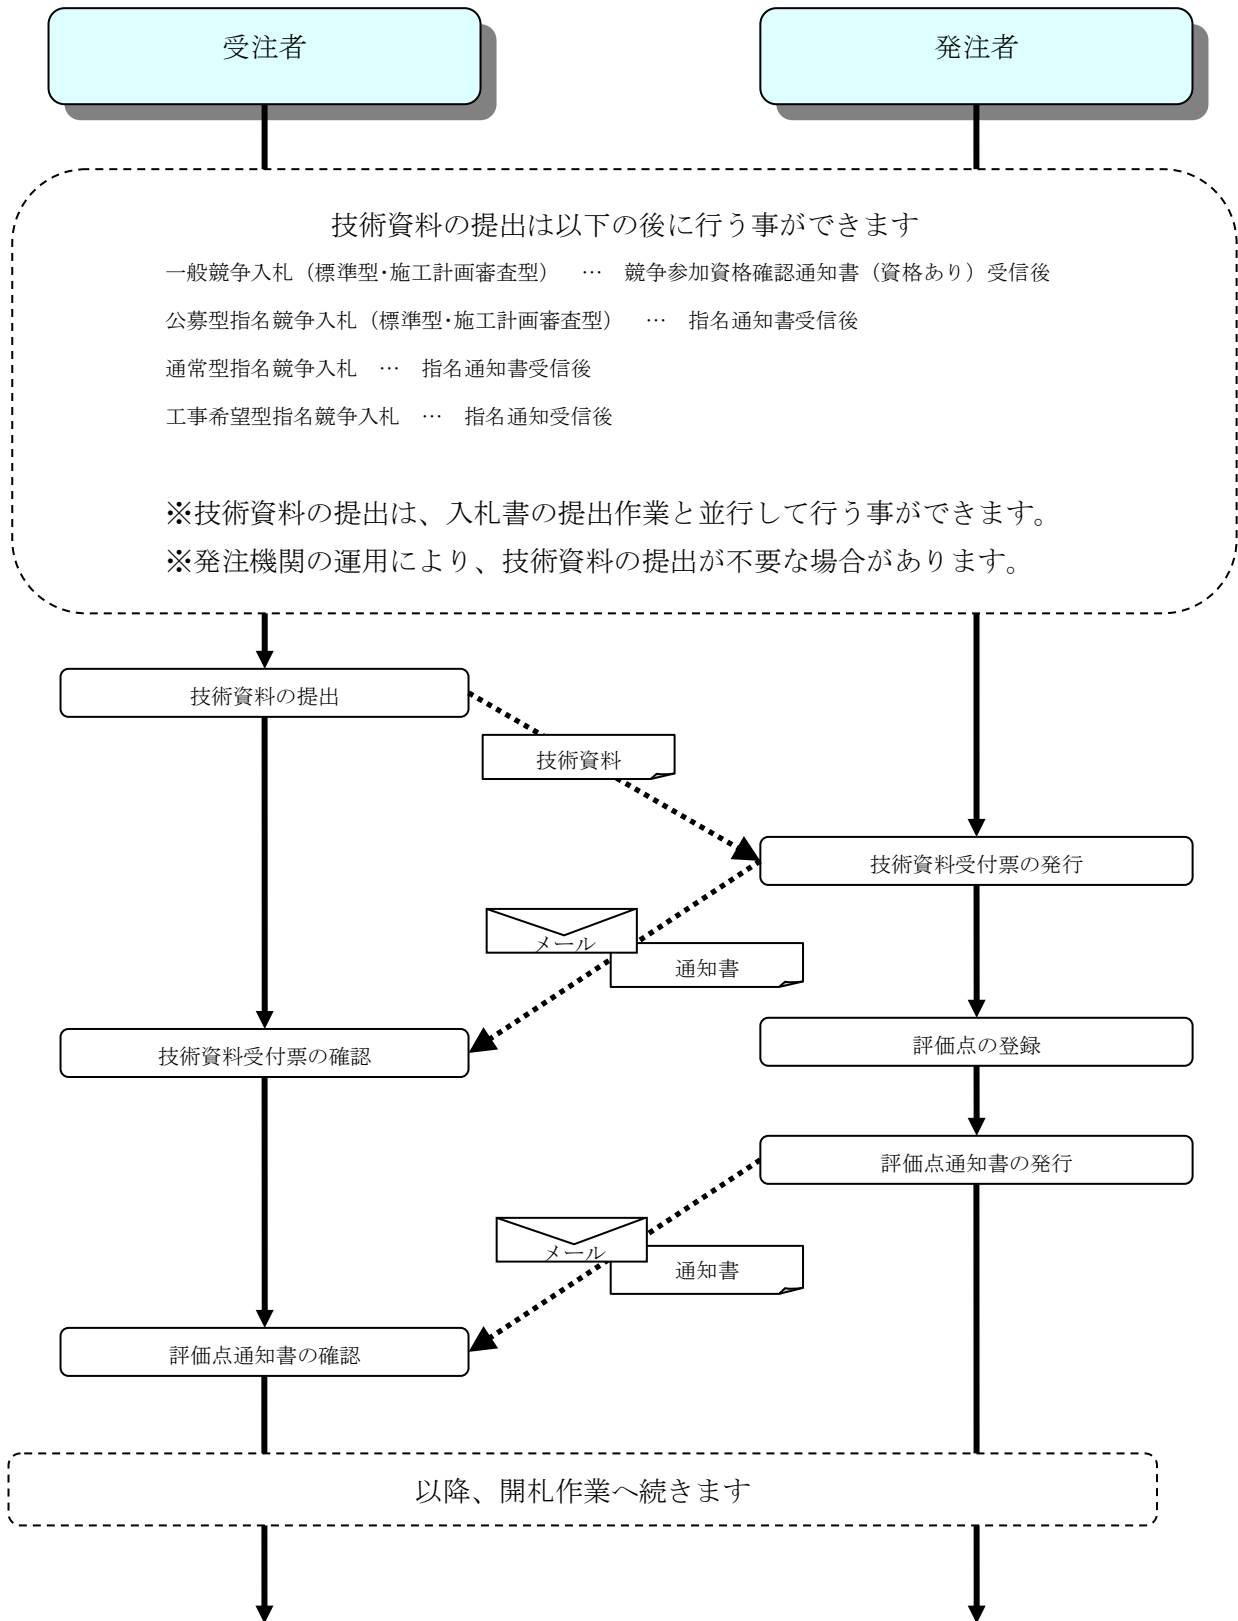 受注者
発注者
技術資料の提出は以下の後に行う事ができます
一般競争入札（標準型･施工計画審査型）　…　競争参加資格確認通知書（資格あり）受信後
公募型指名競争入札（標準型･施工計画審査型）　…　指名通知書受信後
通常型指名競争入札　…　指名通知書受信後
工事希望型指名競争入札　…　指名通知受信後
※技術資料の提出は、入札書の提出作業と並行して行う事ができます。
※発注機関の運用により、技術資料の提出が不要な場合があります。
技術資料の提出
技術資料
技術資料受付票の発行
メール
通知書
技術資料受付票の確認
評価点の登録
評価点通知書の発行
メール
通知書
評価点通知書の確認
以降、開札作業へ続きます